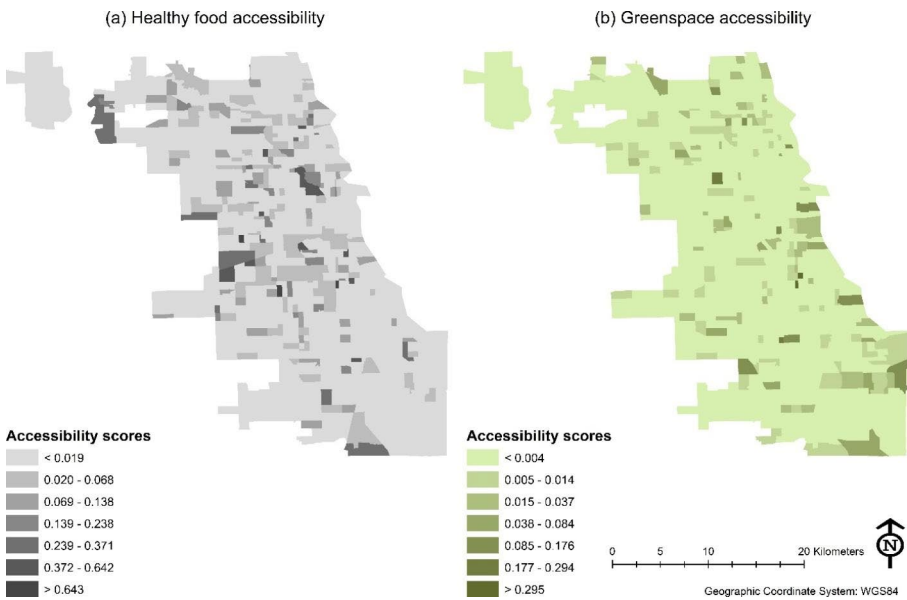 (a) Healthy food accessibility
(b) Greenspace accessibility
Accessibility scores
< 0.019
0.020 - 0.068
0.069 - 0.138
0.139 - 0.238
0.239 - 0.371
0.372 - 0.642
> 0.643
Accessibility scores
< 0.004
0.005 - 0.014
0.015 - 0.037
0.038 - 0.084
0.085 - 0.176
0.177 - 0.294
> 0.295
0 5 10 20 Kilometers
N
Geographic Coordinate System: WGS84